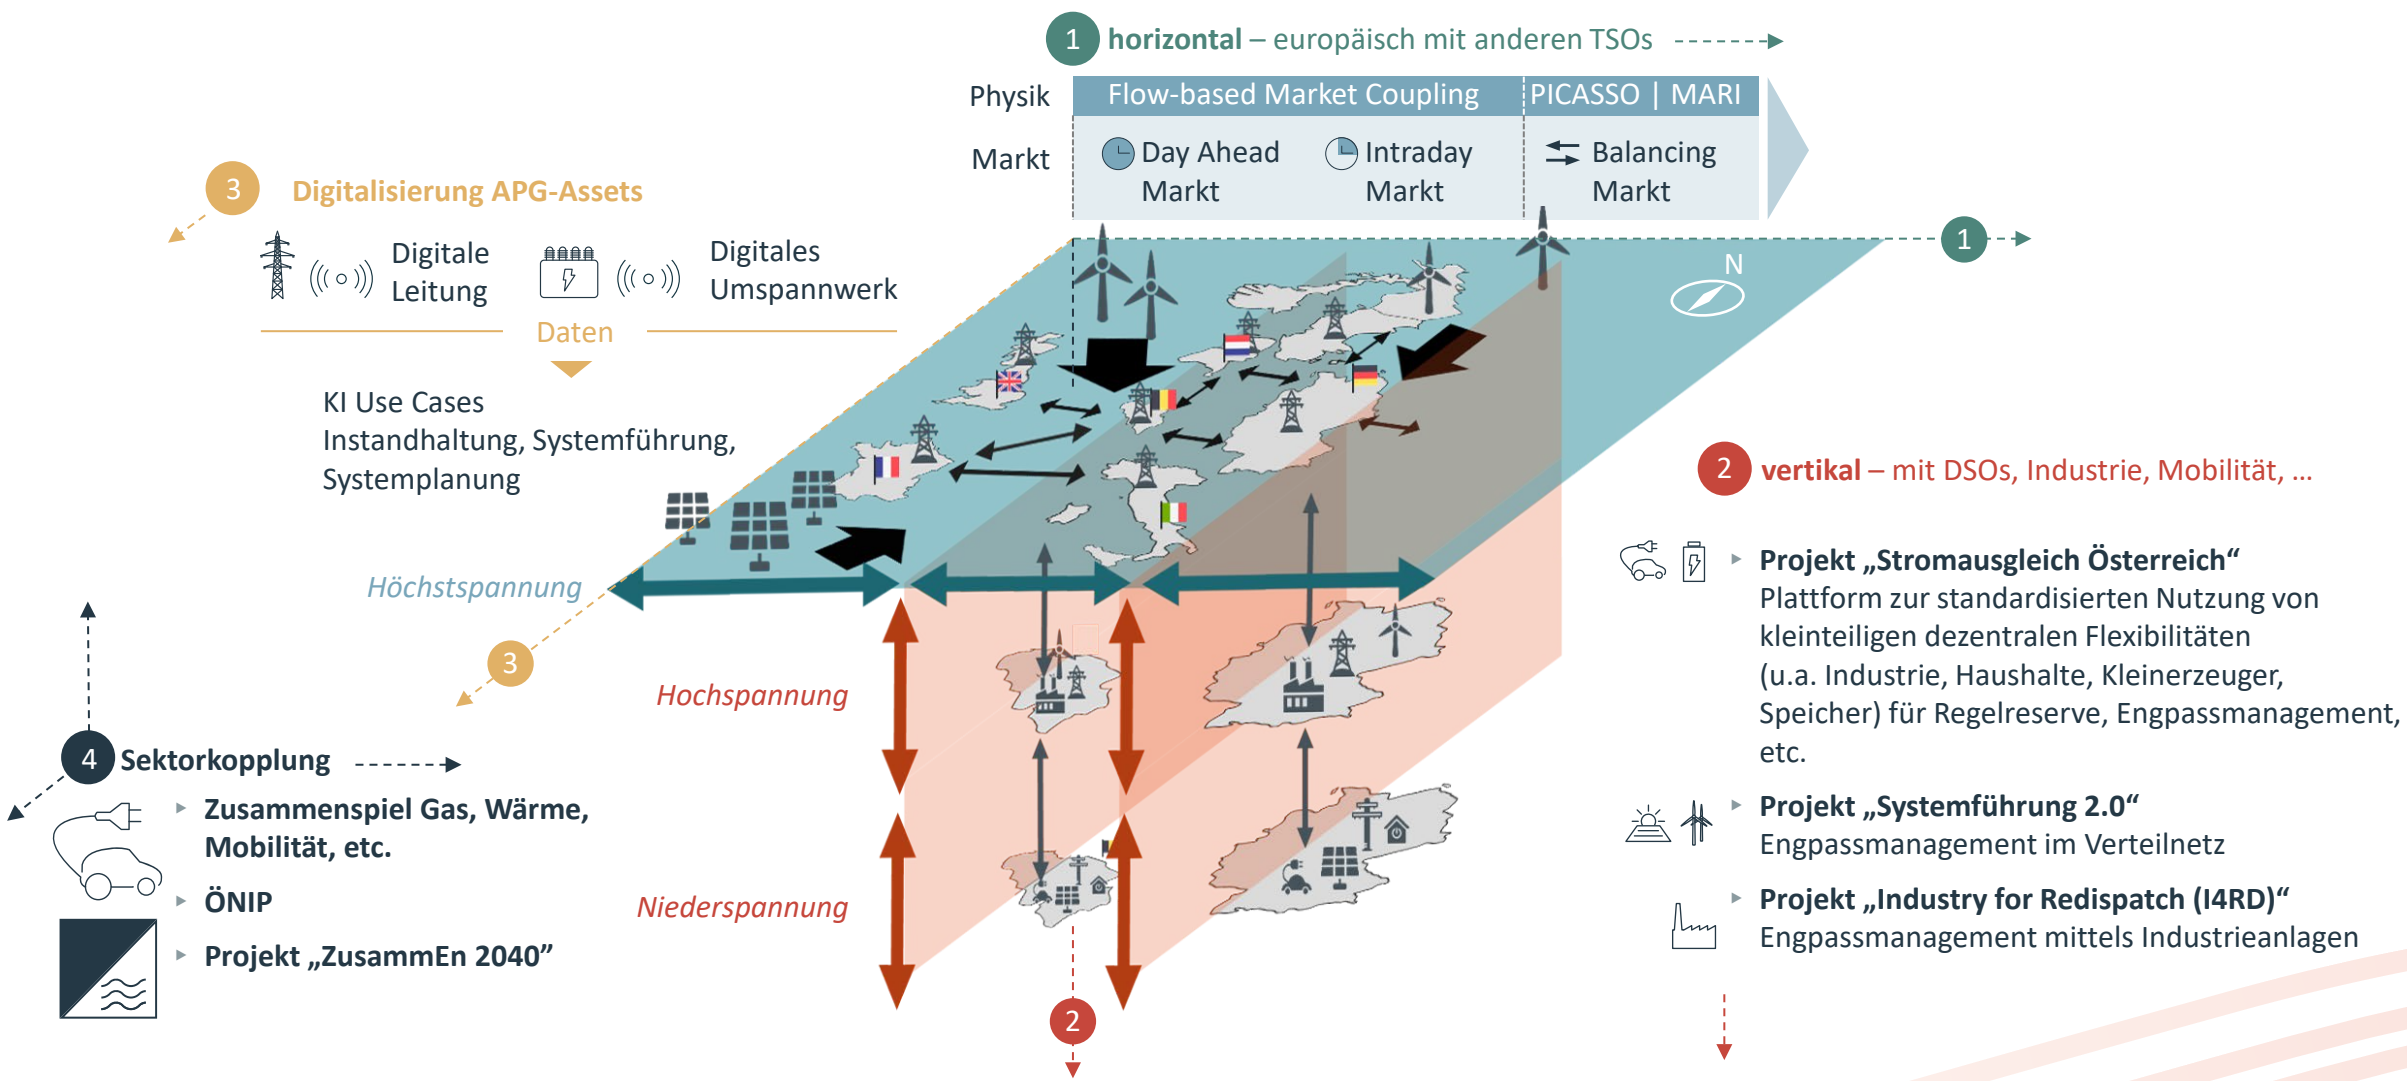 1 horizontal – europäisch mit anderen TSOs
Physik
Flow-based Market Coupling
PICASSO | MARI
Markt
Day Ahead
Markt
Intraday
Markt
Balancing
Markt
3 Digitalisierung APG-Assets
Digitale
Leitung
Digitales
Umspannwerk
Daten
KI Use Cases
Instandhaltung, Systemführung,
Systemplanung
1
N
Höchstspannung
3
Hochspannung
Niederspannung
2
2 vertikal – mit DSOs, Industrie, Mobilität, ...
▸ Projekt „Stromausgleich Österreich“
Plattform zur standardisierten Nutzung von
kleinteiligen dezentralen Flexibilitäten
(u.a. Industrie, Haushalte, Kleinerzeuger,
Speicher) für Regelreserve, Engpassmanagement,
etc.
▸ Projekt „Systemführung 2.0“
Engpassmanagement im Verteilnetz
▸ Projekt „Industry for Redispatch (I4RD)“
Engpassmanagement mittels Industrieanlagen
4 Sektorkopplung
▸ Zusammenspiel Gas, Wärme,
Mobilität, etc.
▸ ÖNIP
▸ Projekt „ZusammEn 2040”